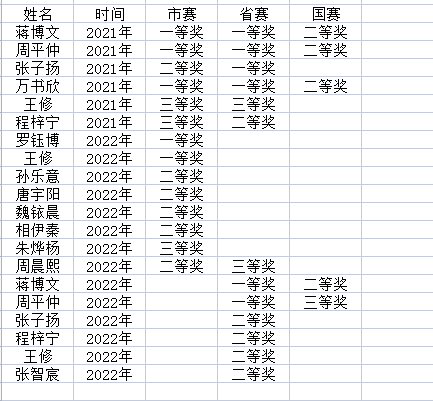 姓名 时间 市赛 省赛 国赛
蒋博文 2021年 一等奖 一等奖 二等奖
周平仲 2021年 一等奖 一等奖 二等奖
张子扬 2021年 二等奖 一等奖
万书欣 2021年 一等奖 一等奖 二等奖
王修 2021年 三等奖 三等奖
程梓宁 2021年 三等奖 二等奖
罗钰博 2022年 一等奖
王修 2022年 一等奖
孙乐意 2022年 二等奖
唐宇阳 2022年 二等奖
魏铱晨 2022年 二等奖
相伊秦 2022年 二等奖
朱烨杨 2022年 三等奖
周晨熙 2022年 二等奖 三等奖
蒋博文 2022年 一等奖 二等奖
周平仲 2022年 一等奖 三等奖
张子扬 2022年 二等奖
程梓宁 2022年 二等奖
王修 2022年 二等奖
张智宸 2022年 二等奖